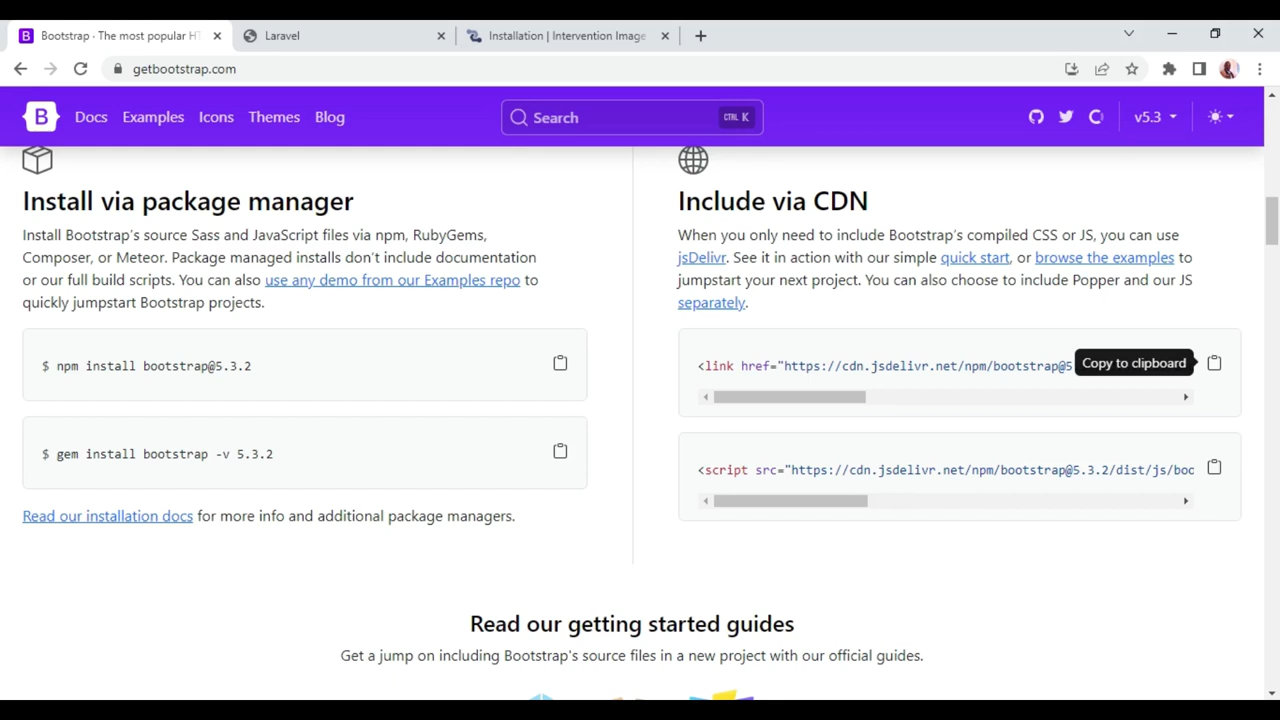 Bootstrap · The most popular HT
Laravel
Installation | Intervention Image
getbootstrap.com
B
Docs
Examples
Icons
Themes
Blog
Search
CTRL K
v5.3
Install via package manager
Install Bootstrap's source Sass and JavaScript files via npm, RubyGems,
Composer, or Meteor. Package managed installs don't include documentation
or our full build scripts. You can also use any demo from our Examples repo to
quickly jumpstart Bootstrap projects.
$ npm install bootstrap@5.3.2
$ gem install bootstrap -v 5.3.2
Read our installation docs for more info and additional package managers.
Include via CDN
When you only need to include Bootstrap's compiled CSS or JS, you can use
jsDelivr. See it in action with our simple quick start, or browse the examples to
jumpstart your next project. You can also choose to include Popper and our JS
separately.
<link href="https://cdn.jsdelivr.net/npm/bootstrap@5
Copy to clipboard
<script src="https://cdn.jsdelivr.net/npm/bootstrap@5.3.2/dist/js/boo
Read our getting started guides
Get a jump on including Bootstrap's source files in a new project with our official guides.